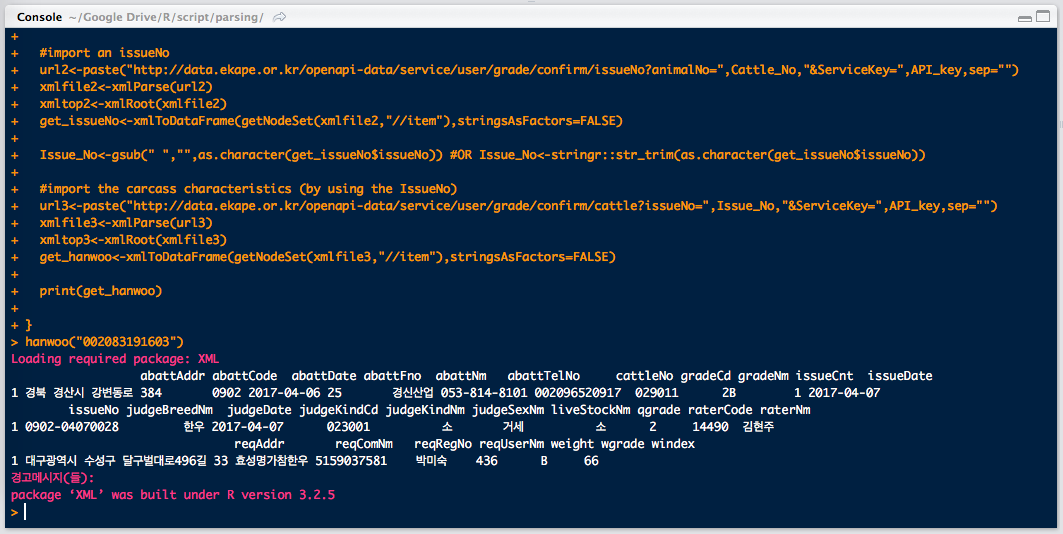 Console ~/Google Drive/R/script/parsing/
+
+ #import an issueNo
+ url2<-paste("http://data.ekape.or.kr/openapi-data/service/user/grade/confirm/issueNo?animalNo=",Cattle_No,"&ServiceKey=",API_key,sep="")
+ xmlfile2<-xmlParse(url2)
+ xmltop2<-xmlRoot(xmlfile2)
+ get_issueNo<-xmlToDataFrame(getNodeSet(xmlfile2,"//item"),stringsAsFactors=FALSE)
+
+ Issue_No<-gsub(" ","",as.character(get_issueNo$issueNo)) #OR Issue_No<-stringr::str_trim(as.character(get_issueNo$issueNo))
+
+ #import the carcass characteristics (by using the IssueNo)
+ url3<-paste("http://data.ekape.or.kr/openapi-data/service/user/grade/confirm/cattle?issueNo=",Issue_No,"&ServiceKey=",API_key,sep="")
+ xmlfile3<-xmlParse(url3)
+ xmltop3<-xmlRoot(xmlfile3)
+ get_hanwoo<-xmlToDataFrame(getNodeSet(xmlfile3,"//item"),stringsAsFactors=FALSE)
+
+ print(get_hanwoo)
+
+ }
> hanwoo("002083191603")
Loading required package: XML
abattAddr abattCode abattDate abattFno abattNm abattTelNo cattleNo gradeCd gradeNm issueCnt issueDate
1 경북 경산시 강변동로 384 0902 2017-04-06 25 경신산업 053-814-8101 002096520917 029011 2B 1 2017-04-07
issueNo judgeBreedNm judgeDate judgeKindCd judgeKindNm judgeSexNm liveStockNm qgrade raterCode raterNm
1 0902-04070028 한우 2017-04-07 023001 소 거세 소 2 14490 김현주
reqAddr reqComNm reqRegNo reqUserNm weight wgrade windex
1 대구광역시 수성구 달구벌대로496길 33 효성명가참한우 5159037581 박미숙 436 B 66
경고메시지(들):
package ‘XML’ was built under R version 3.2.5
>